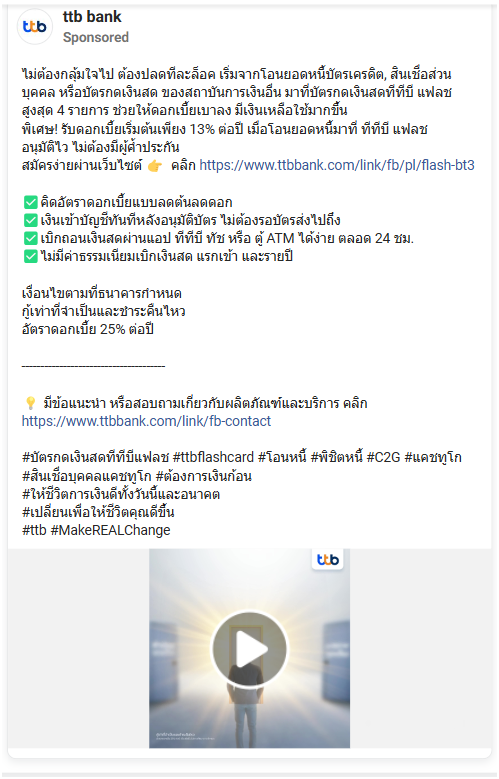 ttb bank
Sponsored
ไม่ต้องกลุ้มใจไป ต้องปลดทีละล็อค เริ่มจากโอนยอดหนี้บัตรเครดิต, สินเชื่อส่วน
บุคคล หรือบัตรกดเงินสด ของสถาบันการเงินอื่น มาที่บัตรกดเงินสดทีทีบี แฟลช
สูงสุด 4 รายการ ช่วยให้ดอกเบี้ยเบาลง มีเงินเหลือใช้มากขึ้น
พิเศษ! รับดอกเบี้ยเริ่มต้นเพียง 13% ต่อปี เมื่อโอนยอดหนี้มาที่ ทีทีบี แฟลช
อนุมัติไว ไม่ต้องมีผู้ค้ำประกัน
สมัครง่ายผ่านเว็บไซต์ 👉 คลิก https://www.ttbbank.com/link/fb/pl/flash-bt3
✅ คิดอัตราดอกเบี้ยแบบลดต้นลดดอก
✅ เงินเข้าบัญชีทันทีหลังอนุมัติบัตร ไม่ต้องรอบัตรส่งไปถึง
✅ เบิกถอนเงินสดผ่านแอป ทีทีบี ทัช หรือ ตู้ ATM ได้ง่าย ตลอด 24 ชม.
✅ ไม่มีค่าธรรมเนียมเบิกเงินสด แรกเข้า และรายปี
เงื่อนไขตามที่ธนาคารกำหนด
กู้เท่าที่จำเป็นและชำระคืนไหว
อัตราดอกเบี้ย 25% ต่อปี
--------------------------------------
💡 มีข้อแนะนำ หรือสอบถามเกี่ยวกับผลิตภัณฑ์และบริการ คลิก
https://www.ttbbank.com/link/fb-contact
#บัตรกดเงินสดทีทีบีแฟลช #ttbflashcard #โอนหนี้ #พิชิตหนี้ #C2G #แคชทูโก
#สินเชื่อบุคคลแคชทูโก #ต้องการเงินก้อน
#ให้ชีวิตการเงินดีทั้งวันนี้และอนาคต
#เปลี่ยนเพื่อให้ชีวิตคุณดีขึ้น
#ttb #MakeREALChange
ttb